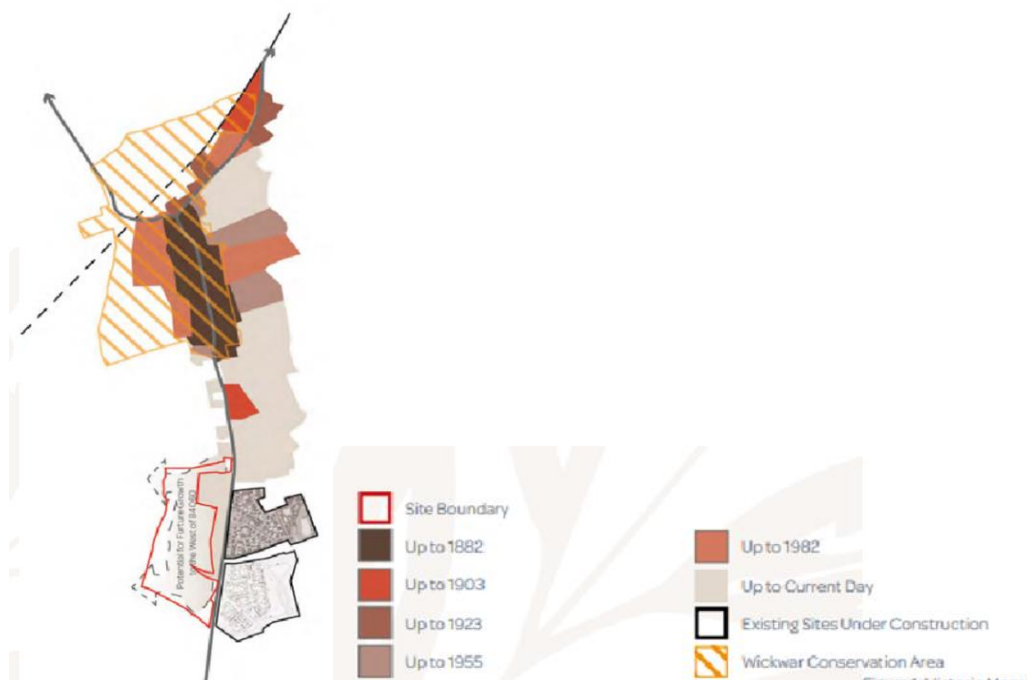 Potential for Furture Growth
to the West of B4060
Site Boundary
Up to 1882
Up to 1903
Up to 1923
Up to 1955
Up to 1982
Up to Current Day
Existing Sites Under Construction
Wickwar Conservation Area